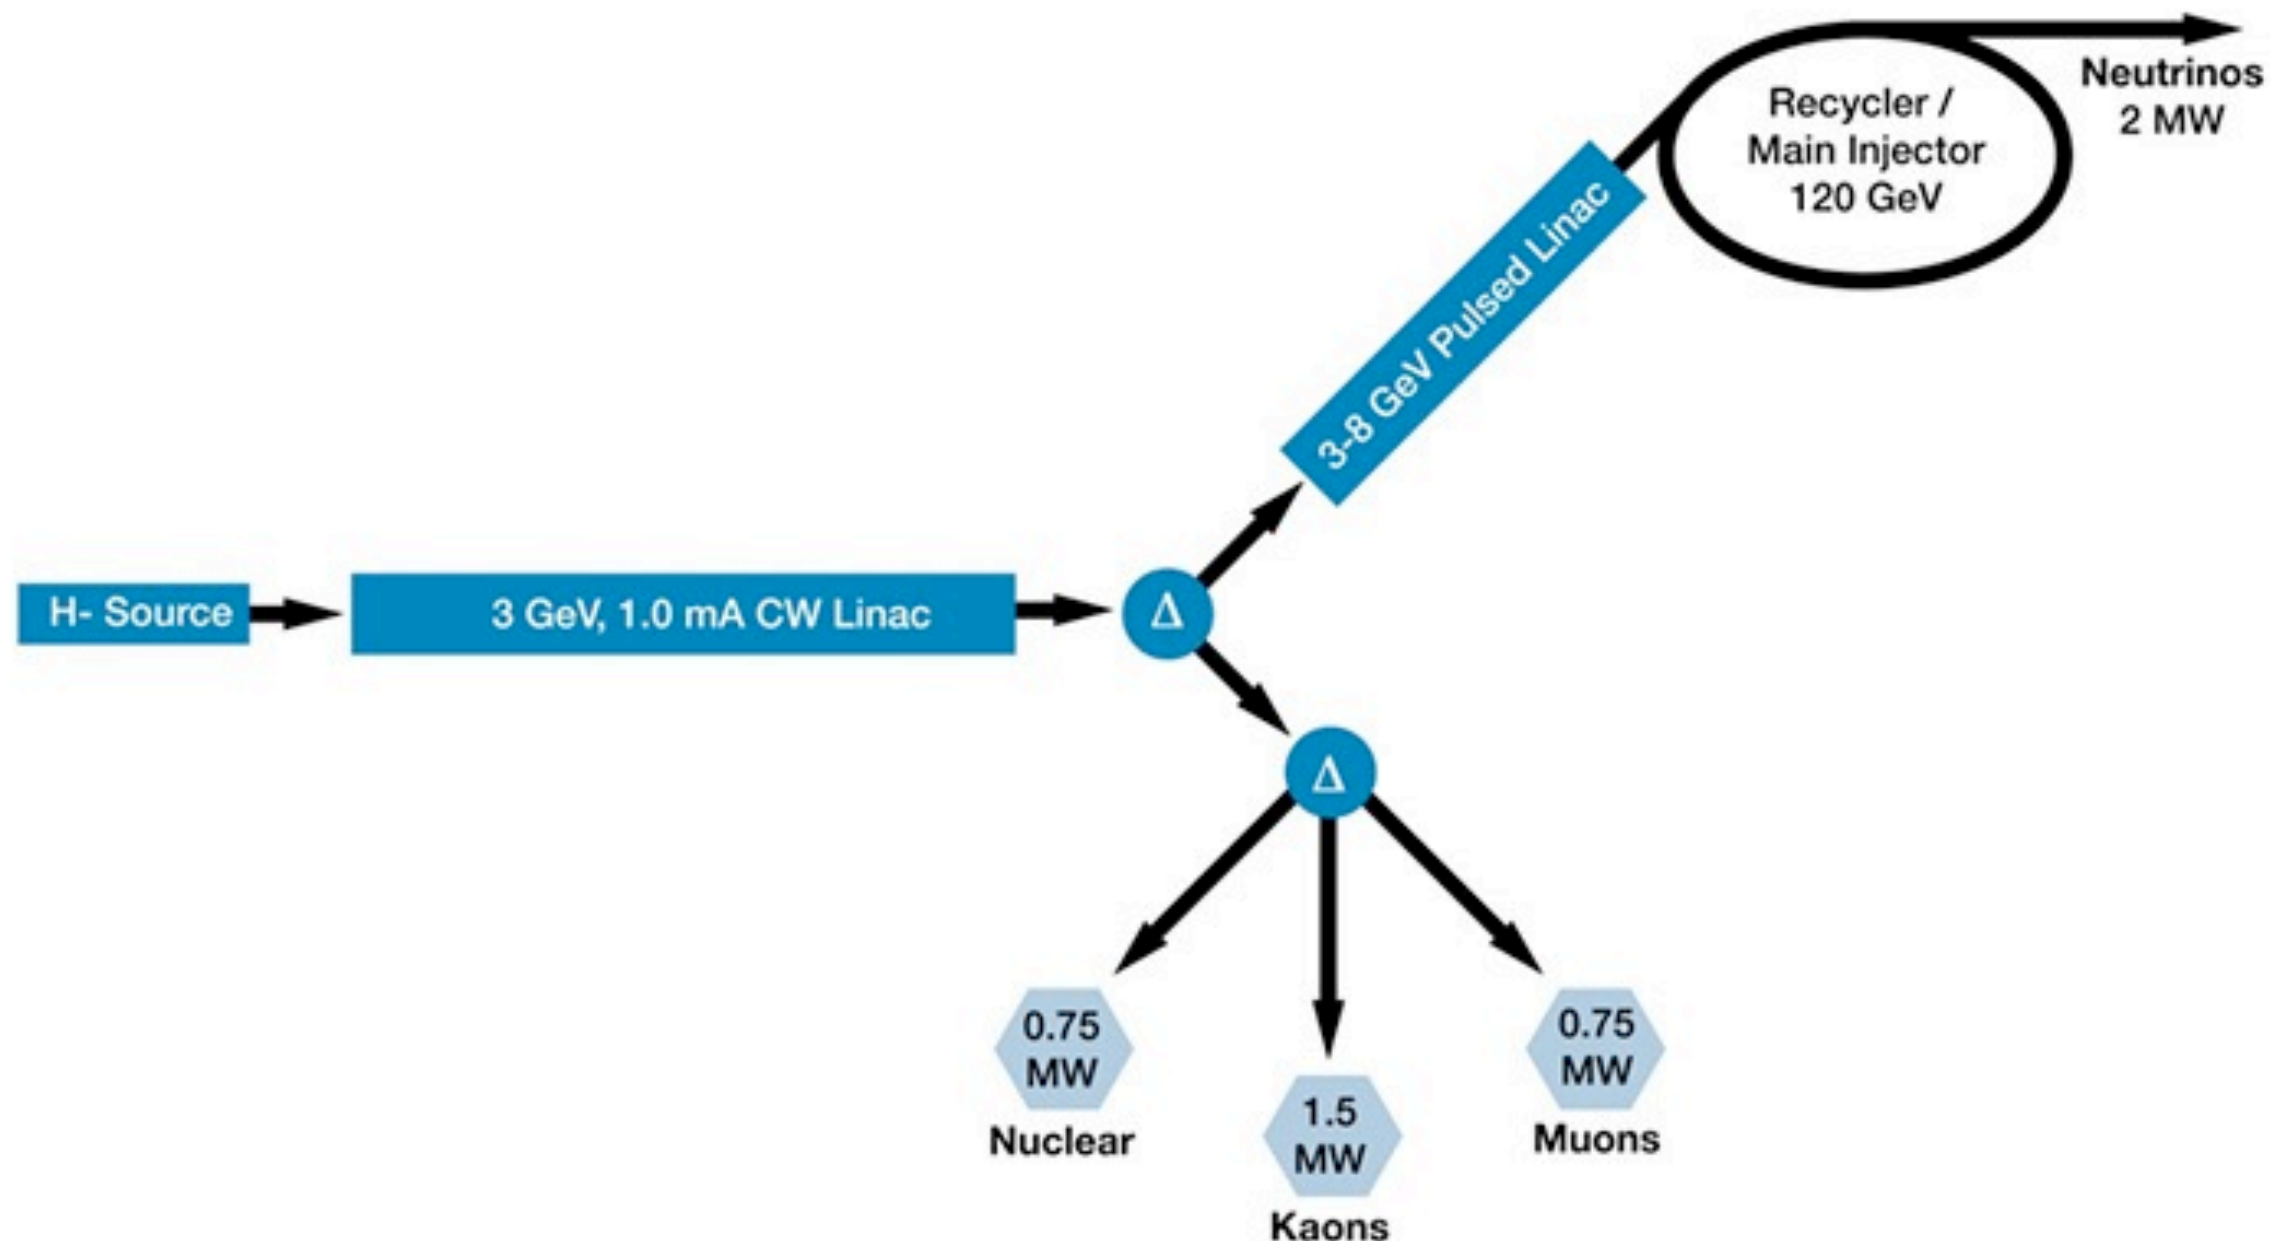 Neutrinos
2 MW
Recycler /
Main Injector
120 GeV
3-8 GeV Pulsed Linac
H- Source
3 GeV, 1.0 mA CW Linac
Δ
Δ
0.75
MW
Nuclear
1.5
MW
Kaons
0.75
MW
Muons